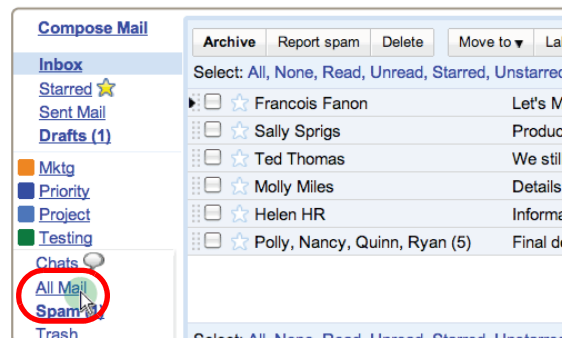 Compose Mail
Inbox
Starred
Sent Mail
Drafts (1)
Mktg
Priority
Project
Testing
Chats
All Mail
Spam (1)
Trash
Archive Report spam Delete Move to ▼ La
Select: All, None, Read, Unread, Starred, Unstarred
Francois Fanon Let's M
Sally Sprigs Produc
Ted Thomas We stil
Molly Miles Details
Helen HR Informa
Polly, Nancy, Quinn, Ryan (5) Final d
Select: All, None, Read, Unread, Starred, Unstarred